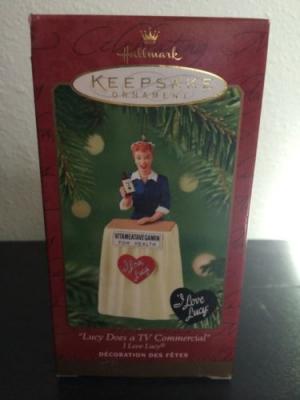 Hallmark
KEEPSAKE
ORNAMENT
VITAMEATAVEGAMIN
FOR HEALTH
I Love
Lucy
I Love
Lucy
"Lucy Does a TV Commercial"
I Love Lucy®
DÉCORATION DES FÊTES